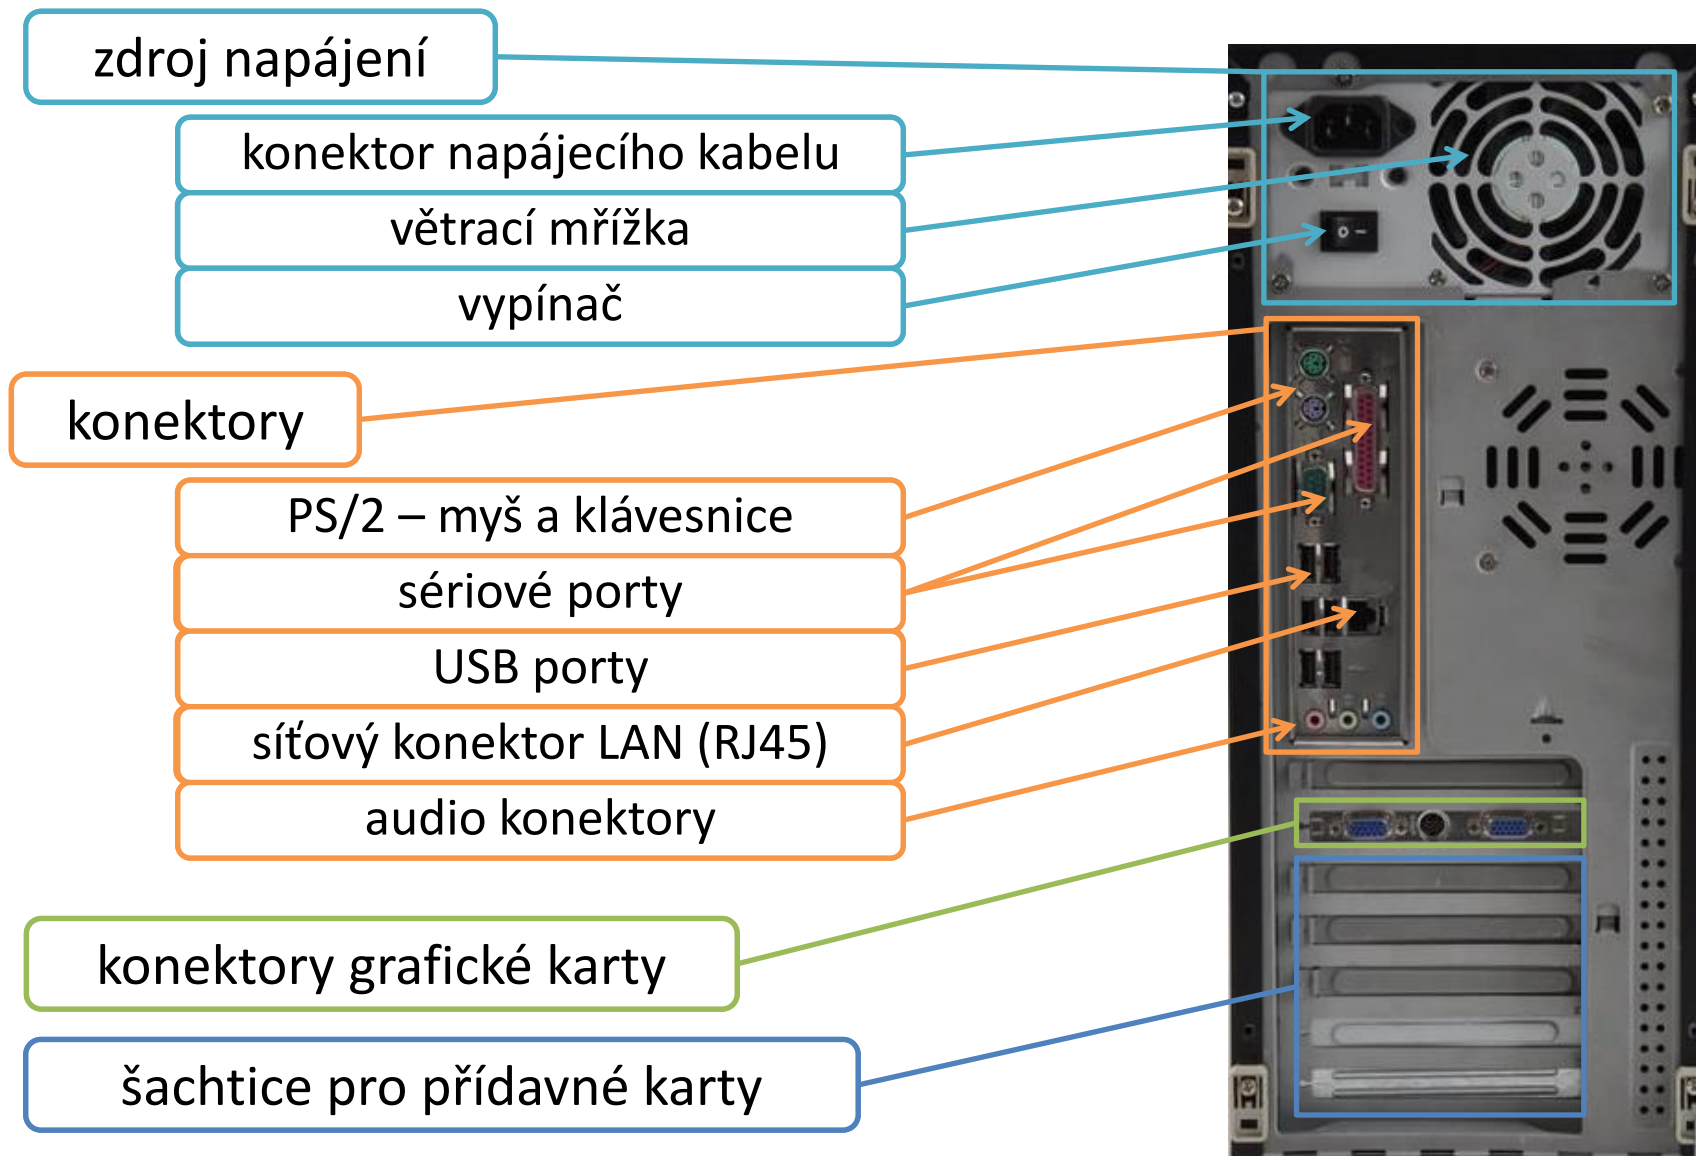 zdroj napájení
konektor napájecího kabelu
větrací mřížka
vypínač
konektory
PS/2 – myš a klávesnice
sériové porty
USB porty
síťový konektor LAN (RJ45)
audio konektory
konektory grafické karty
šachtice pro přídavné karty